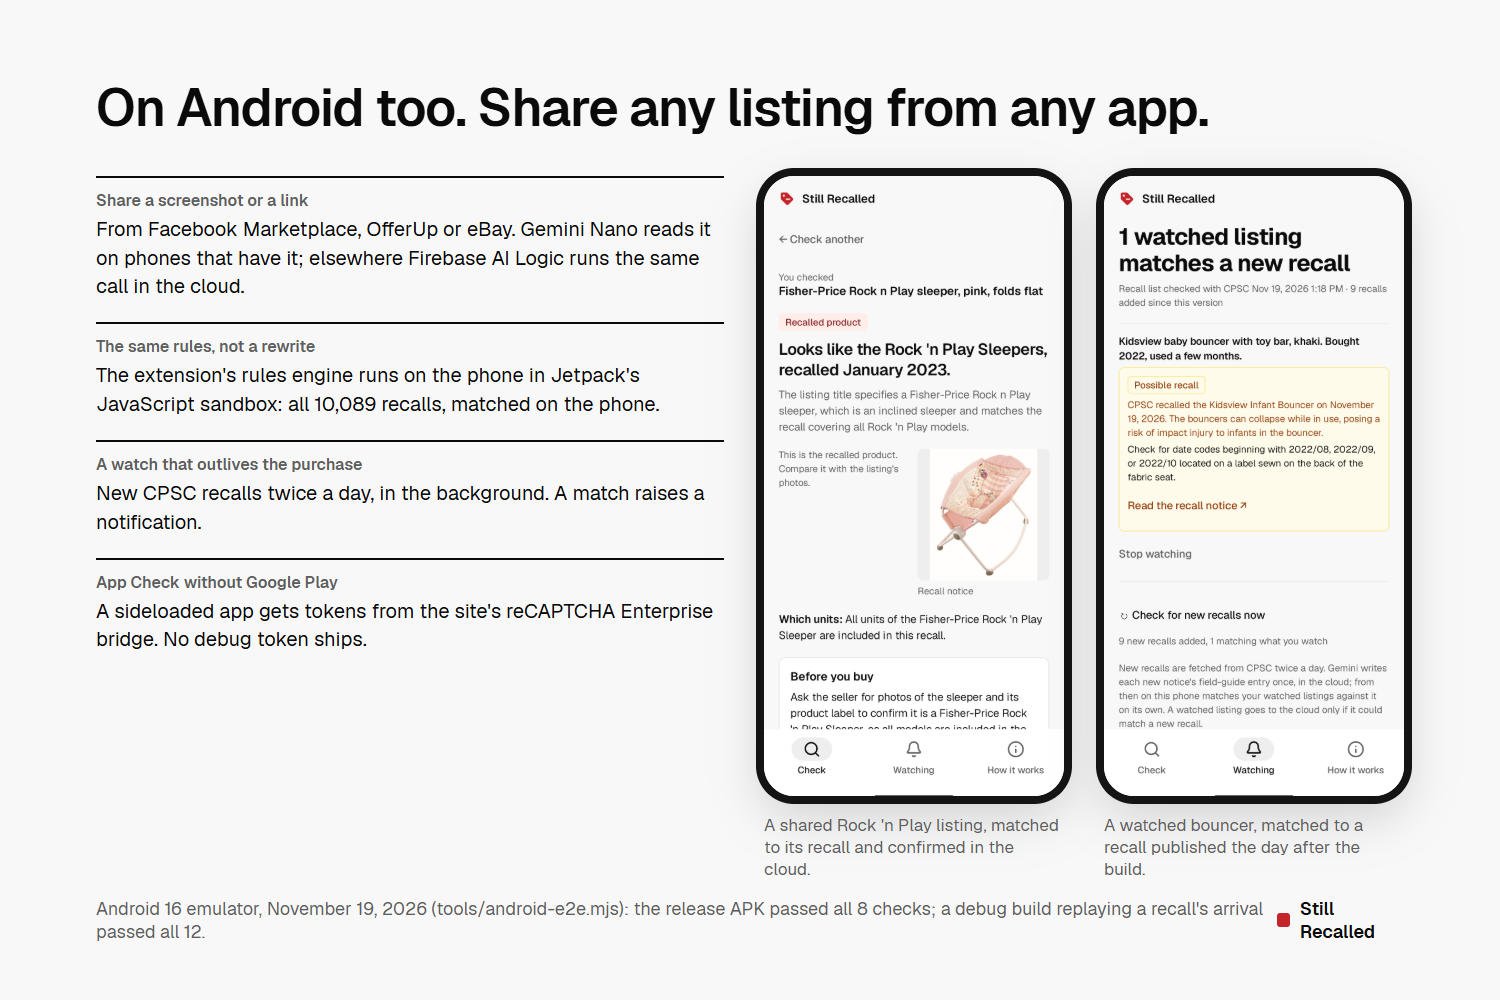 On Android too. Share any listing from any app.
Share a screenshot or a link
From Facebook Marketplace, OfferUp or eBay. Gemini Nano reads it
on phones that have it; elsewhere Firebase AI Logic runs the same
call in the cloud.
The same rules, not a rewrite
The extension's rules engine runs on the phone in Jetpack's
JavaScript sandbox: all 10,089 recalls, matched on the phone.
A watch that outlives the purchase
New CPSC recalls twice a day, in the background. A match raises a
notification.
App Check without Google Play
A sideloaded app gets tokens from the site's reCAPTCHA Enterprise
bridge. No debug token ships.
Still Recalled
← Check another
You checked
Fisher-Price Rock n Play sleeper, pink, folds flat
Recalled product
Looks like the Rock 'n Play Sleepers,
recalled January 2023.
The listing title specifies a Fisher-Price Rock n Play
sleeper, which is an inclined sleeper and matches the
recall covering all Rock 'n Play models.
This is the recalled product.
Compare it with the listing's
photos.
Recall notice
Which units: All units of the Fisher-Price Rock 'n Play
Sleeper are included in this recall.
Before you buy
Ask the seller for photos of the sleeper and its
product label to confirm it is a Fisher-Price Rock
'n Play Sleeper, as all models are included in the
Check
Watching
How it works
A shared Rock 'n Play listing, matched
to its recall and confirmed in the
cloud.
Still Recalled
1 watched listing
matches a new recall
Recall list checked with CPSC Nov 19, 2026 1:18 PM · 9 recalls
added since this version
Kidsview baby bouncer with toy bar, khaki. Bought
2022, used a few months.
Possible recall
CPSC recalled the Kidsview Infant Bouncer on November
19, 2026. The bouncers can collapse while in use, posing a
risk of impact injury to infants in the bouncer.
Check for date codes beginning with 2022/08, 2022/09,
or 2022/10 located on a label sewn on the back of the
fabric seat.
Read the recall notice ↗
Stop watching
↻ Check for new recalls now
9 new recalls added, 1 matching what you watch
New recalls are fetched from CPSC twice a day. Gemini writes
each new notice's field-guide entry once, in the cloud; from
then on this phone matches your watched listings against it
on its own. A watched listing goes to the cloud only if it could
match a new recall.
Check
Watching
How it works
A watched bouncer, matched to a
recall published the day after the
build.
Android 16 emulator, November 19, 2026 (tools/android-e2e.mjs): the release APK passed all 8 checks; a debug build replaying a recall's arrival
passed all 12.
Still
Recalled